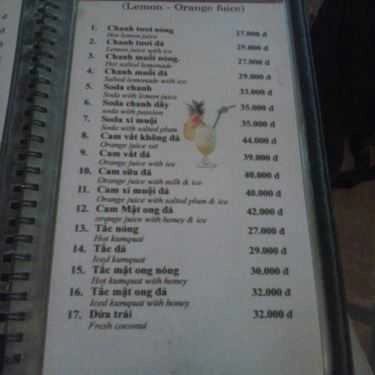 (Lemon - Orange Juice)
1. Chanh tươi nóng 27.000 đ
Hot lemon juice
2. Chanh tươi đá 29.000 đ
Lemon juice with ice
3. Chanh muối nóng. 27.000 đ
Hot salted lemonade
4. Chanh muối đá 29.000 đ
Salted lemonade with ice
5. Soda chanh 33.000 đ
Soda with lemon juice
6. Soda chanh dây 35.000 đ
soda with passion
7. Soda xí muội 35.000 đ
Soda with salted plum
8. Cam vắt không đá 44.000 đ
Orange juice
9. Cam vắt đá 39.000 đ
Orange juice with ice
10. Cam sữa đá 40.000 đ
Orange juice with milk & ice
11. Cam xí muội đá 40.000 đ
Orange juice with salted plum & ice
12. Cam Mật ong đá 42.000 đ
orange juice with honey & ice
13. Tắc nóng 27.000 đ
Hot kumquat
14. Tắc đá 29.000 đ
Iced kumquat
15. Tắc mật ong nóng 30.000 đ
Hot kumquat with honey
16. Tắc mật ong đá 32.000 đ
Iced kumquat with honey
17. Dừa trái 32.000 đ
Fresh coconut